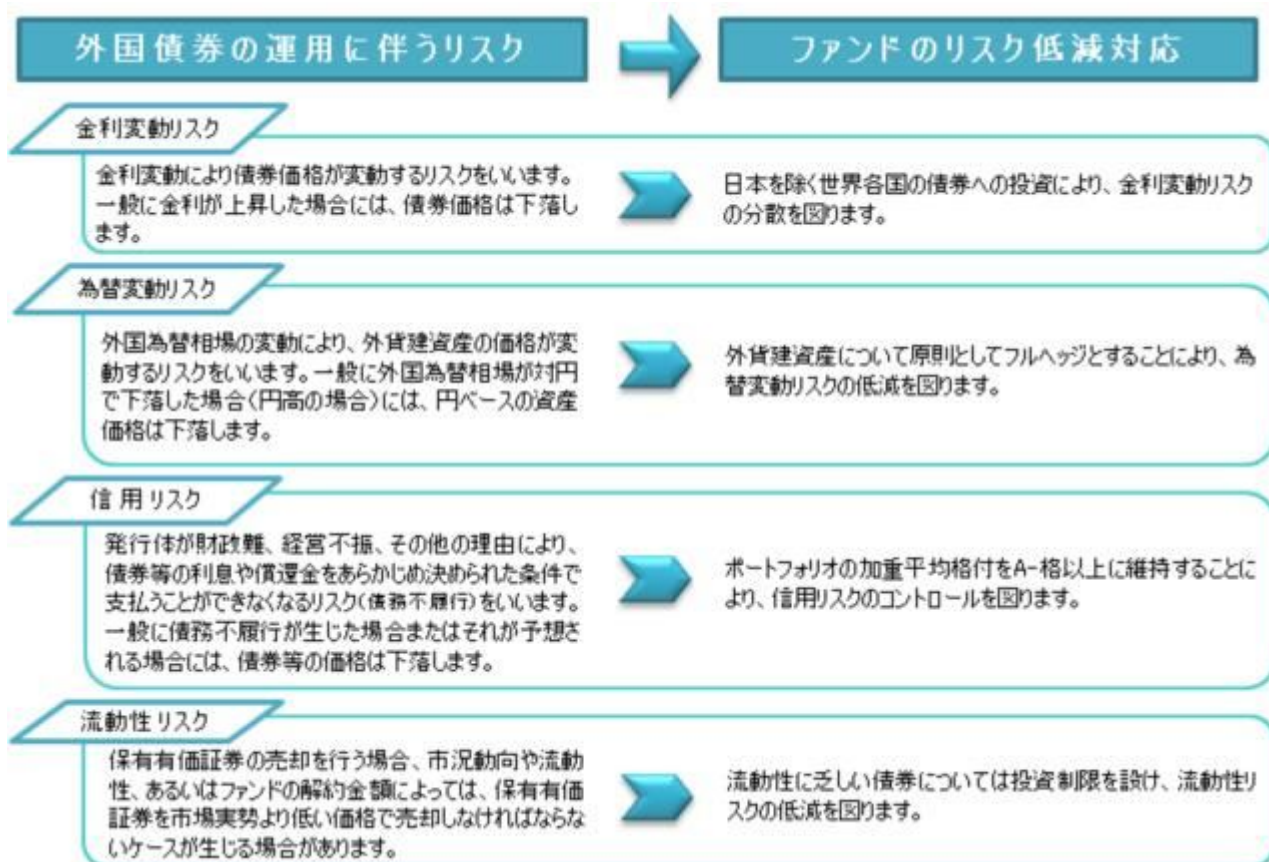 外国債券の運用に伴うリスク
ファンドのリスク低減対応
金利変動リスク
金利変動により債券価格が変動するリスクをいいます。
一般に金利が上昇した場合には、債券価格は下落し
ます。
日本を除く世界各国の債券への投資により、金利変動リスク
の分散を図ります。
為替変動リスク
外国為替相場の変動により、外貨建資産の価格が変
動するリスクをいいます。一般に外国為替相場が対円
で下落した場合(円高の場合)には、円ベースの資産
価格は下落します。
外貨建資産について原則としてフルヘッジとすることにより、為
替変動リスクの低減を図ります。
信用リスク
発行体が財政難、経営不振、その他の理由により、
債券等の利息や償還金をあらかじめ決められた条件で
支払うことができなくなるリスク(債務不履行)をいいます。
一般に債務不履行が生じた場合またはそれが予想さ
れる場合には、債券等の価格は下落します。
ポートフォリオの加重平均格付をA-格以上に維持することに
より、信用リスクのコントロールを図ります。
流動性リスク
保有有価証券の売却を行う場合、市況動向や流動
性、あるいはファンドの解約金額によっては、保有有価
証券を市場実勢より低い価格で売却しなければならな
いケースが生じる場合があります。
流動性に乏しい債券については投資制限を設け、流動性リ
スクの低減を図ります。